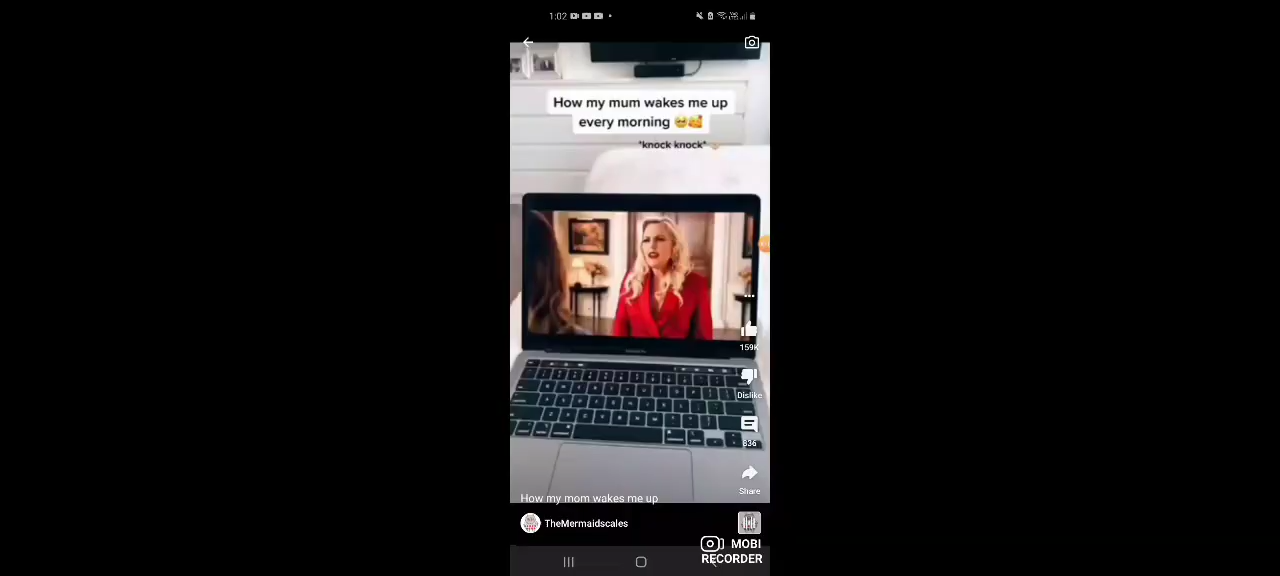 1:02
How my mum wakes me up
every morning 🥹🥰
*knock knock*
159K
Dislike
836
Share
How my mom wakes me up
TheMermaidscales
MOBI
RECORDER